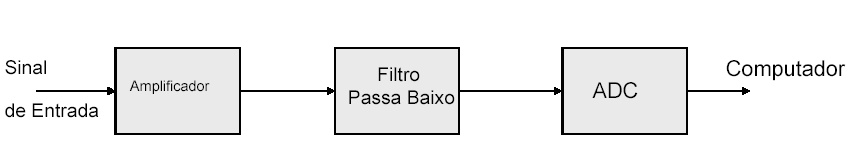 Sinal
de Entrada
Amplificador
Filtro
Passa Baixo
ADC
Computador